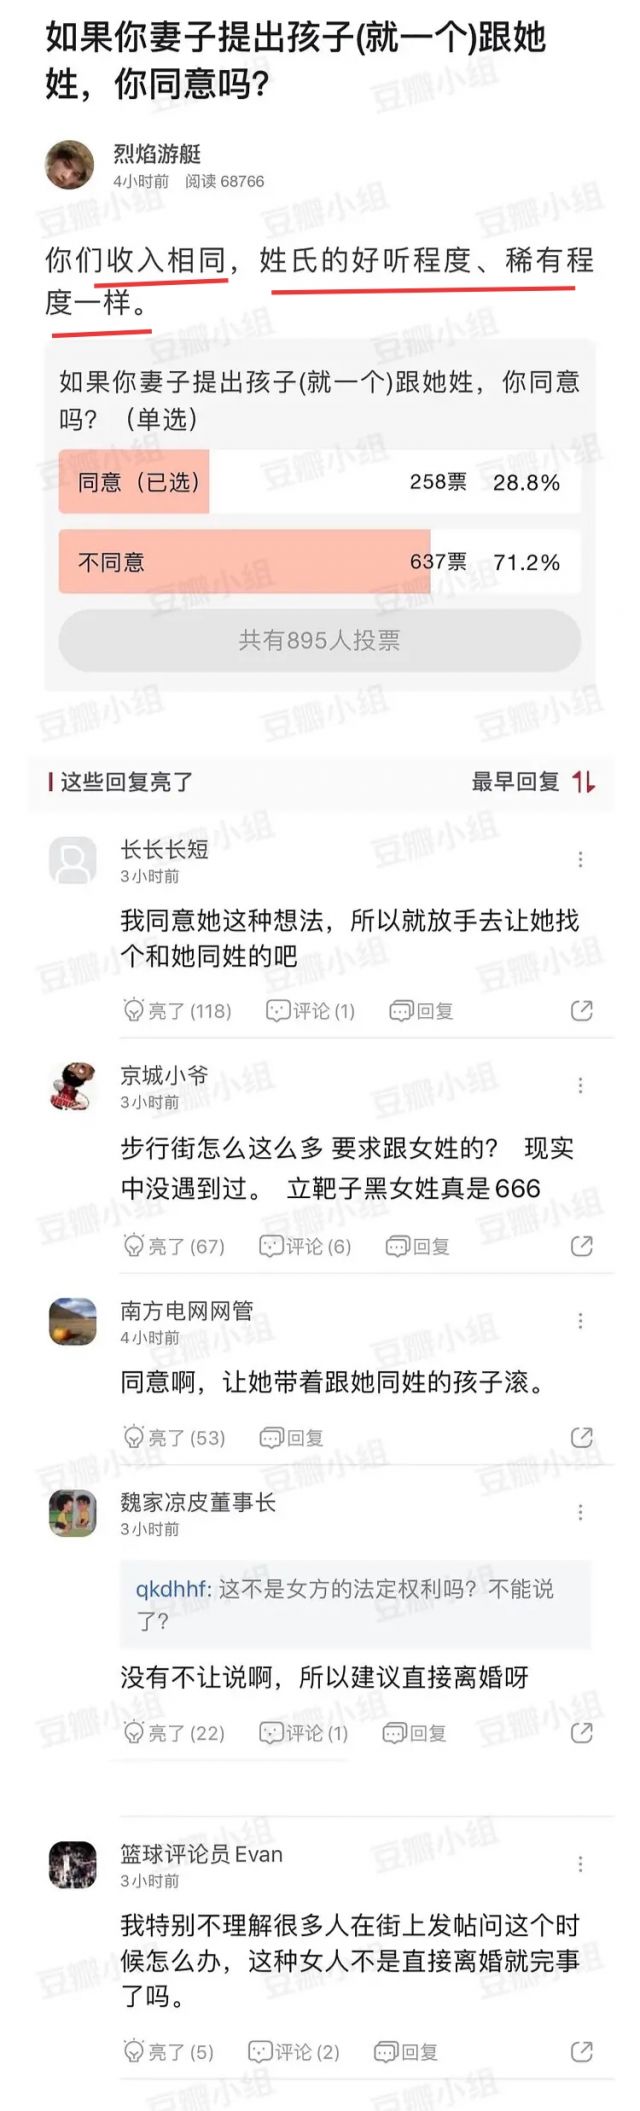 如果你妻子提出孩子(就一个)跟她
姓，你同意吗？
烈焰游艇
4小时前 阅读 68766
你们收入相同，姓氏的好听程度、稀有程
度一样。
如果你妻子提出孩子(就一个)跟她姓，你同意
吗？（单选）
同意（已选） 258票 28.8%
不同意 637票 71.2%
共有895人投票
这些回复亮了 最早回复
长长长短
3小时前
我同意她这种想法，所以就放手去让她找
个和她同姓的吧
亮了 (118) 评论 (1) 回复
京城小爷
3小时前
步行街怎么这么多 要求跟女姓的？ 现实
中没遇到过。 立靶子黑女姓真是 666
亮了 (67) 评论 (6) 回复
南方电网网管
4小时前
同意啊，让她带着跟她同姓的孩子滚。
亮了 (53) 回复
魏家凉皮董事长
3小时前
qkdhhf: 这不是女方的法定权利吗？不能说
了？
没有不让说啊，所以建议直接离婚呀
亮了 (22) 评论 (1) 回复
篮球评论员 Evan
3小时前
我特别不理解很多人在街上发帖问这个时
候怎么办，这种女人不是直接离婚就完事
了吗。
亮了 (5) 评论 (2) 回复
豆瓣小组